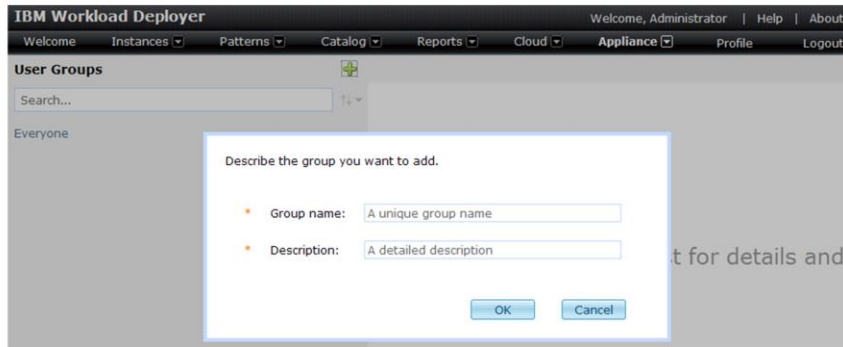 IBM Workload Deployer Welcome, Administrator | Help | About
Welcome Instances Patterns Catalog Reports Cloud Appliance Profile Logout
User Groups
Search...
Everyone
Describe the group you want to add.
* Group name: A unique group name
* Description: A detailed description
t for details and
OK Cancel